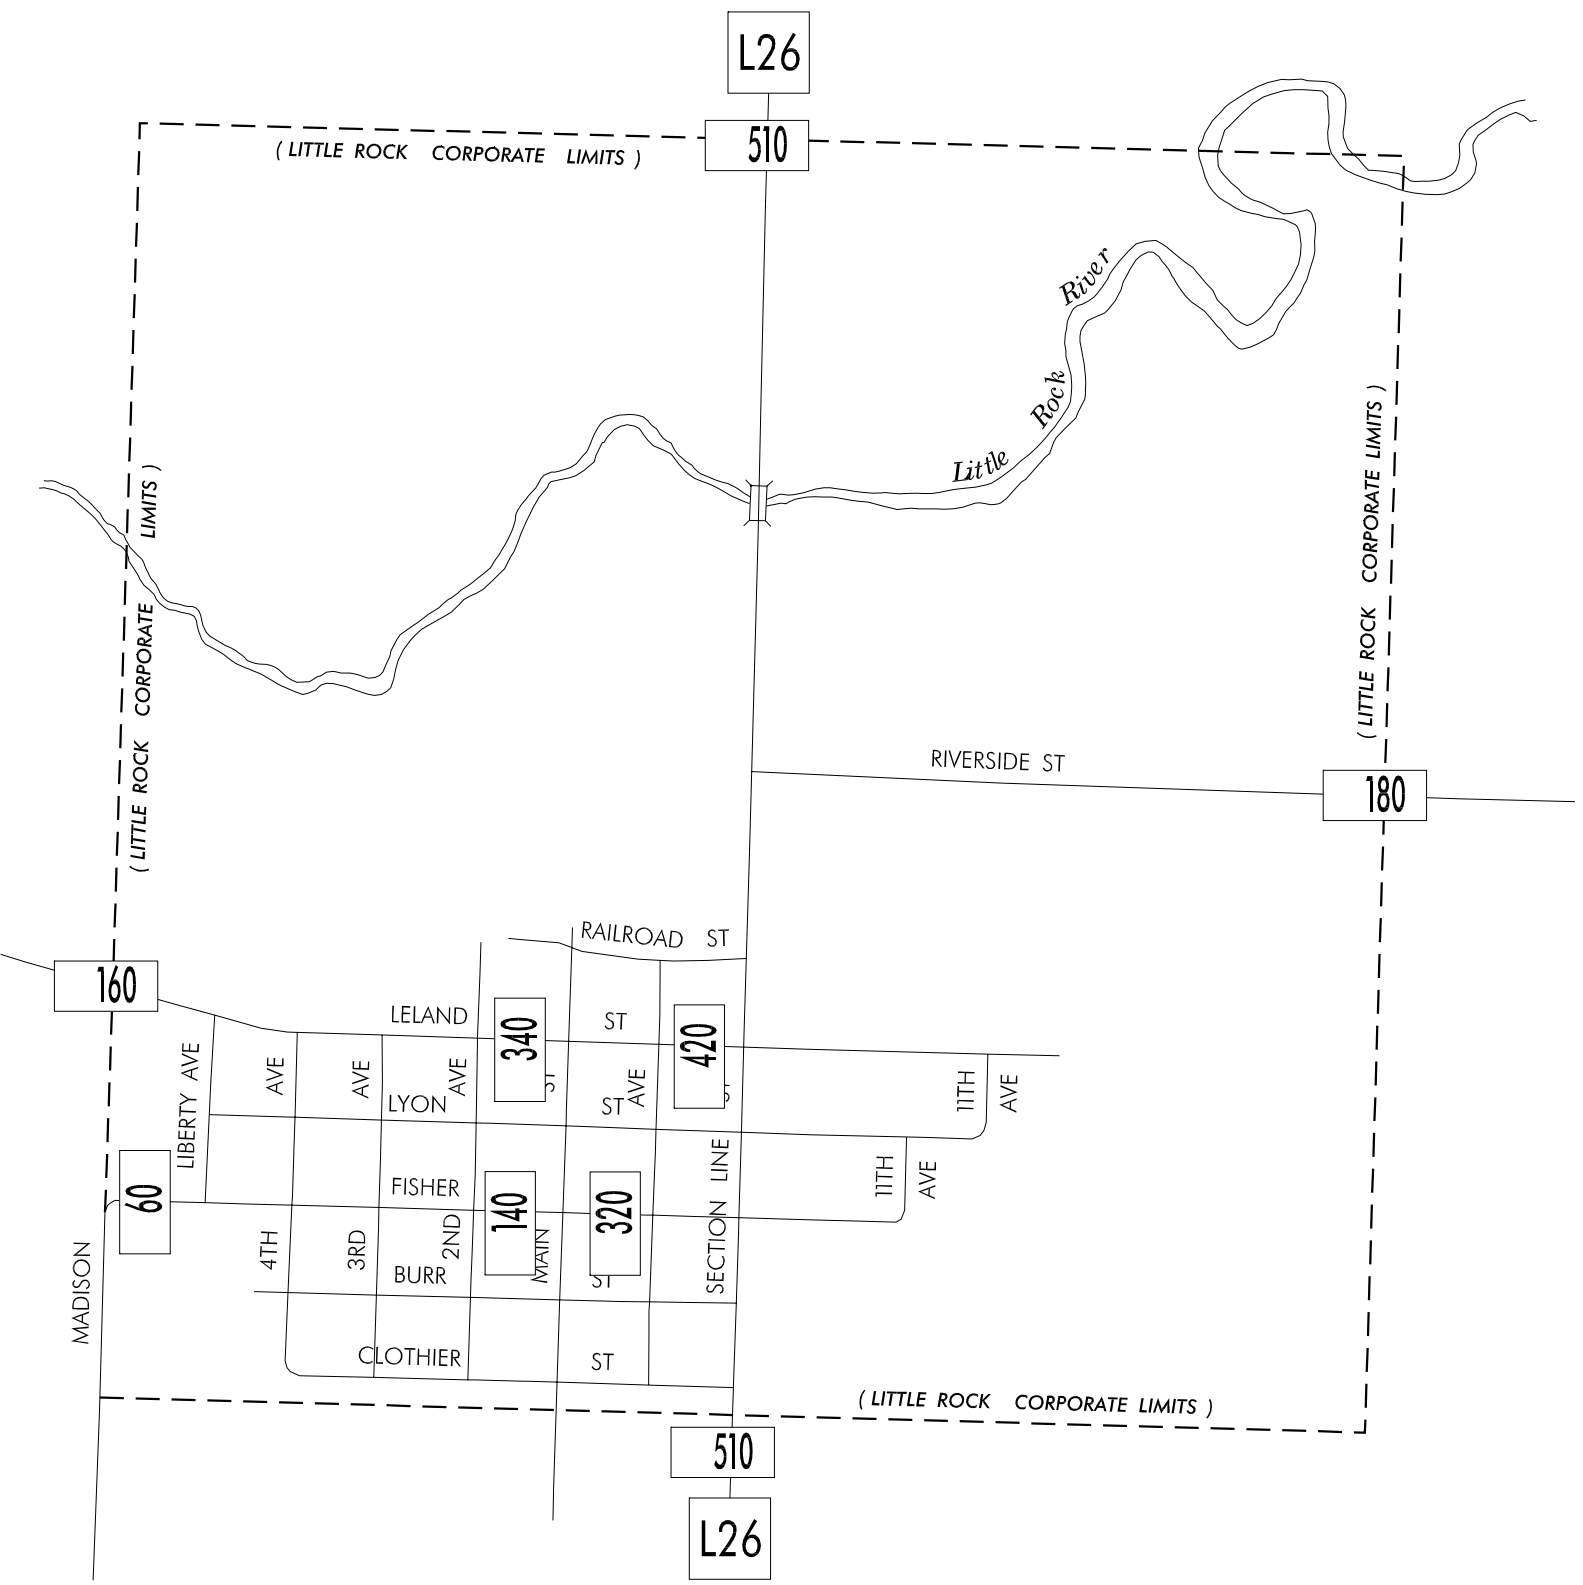 L26
510
( LITTLE ROCK CORPORATE LIMITS )
River
Rock
Little
( LITTLE ROCK CORPORATE LIMITS )
( LITTLE ROCK CORPORATE LIMITS )
RIVERSIDE ST
180
RAILROAD ST
160
LELAND ST
340
420
LIBERTY AVE
AVE
AVE
AVE
ST
AVE
11TH AVE
LYON ST
60
FISHER
140
320
11TH AVE
4TH
3RD
2ND
MAIN
SECTION LINE
MADISON
BURR ST
CLOTHIER ST
( LITTLE ROCK CORPORATE LIMITS )
510
L26